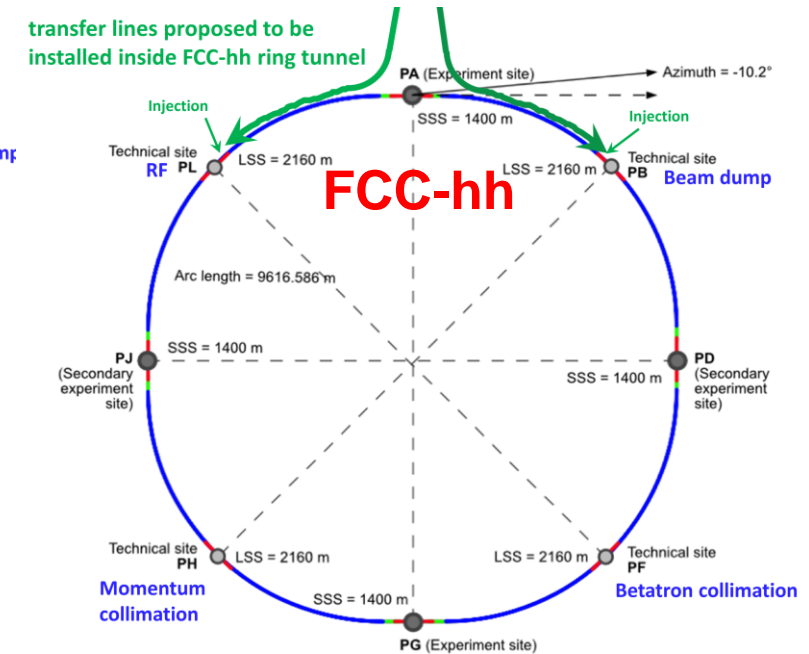 transfer lines proposed to be
installed inside FCC-hh ring tunnel
PA (Experiment site)
Azimuth = -10.2°
Injection
SSS = 1400 m
Injection
Technical site
PL
RF
LSS = 2160 m
LSS = 2160 m
Technical site
PB
Beam dump
FCC-hh
Arc length = 9616.586 m
PJ
(Secondary
experiment
site)
SSS = 1400 m
SSS = 1400 m
PD
(Secondary
experiment
site)
Technical site
PH
LSS = 2160 m
LSS = 2160 m
Technical site
PF
Momentum
collimation
Betatron collimation
SSS = 1400 m
PG (Experiment site)